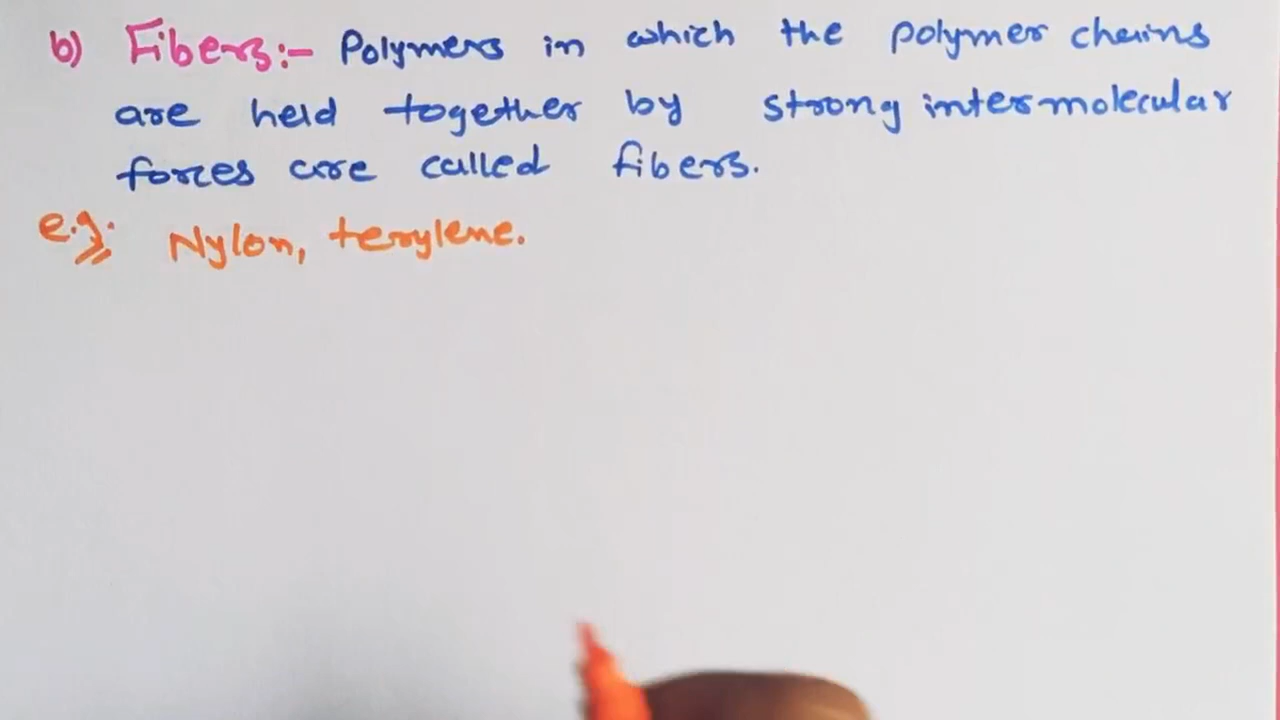 b) Fibers:- Polymers in which the polymer chains
are held together by strong intermolecular
forces are called fibers.
e.g:- Nylon, terylene.